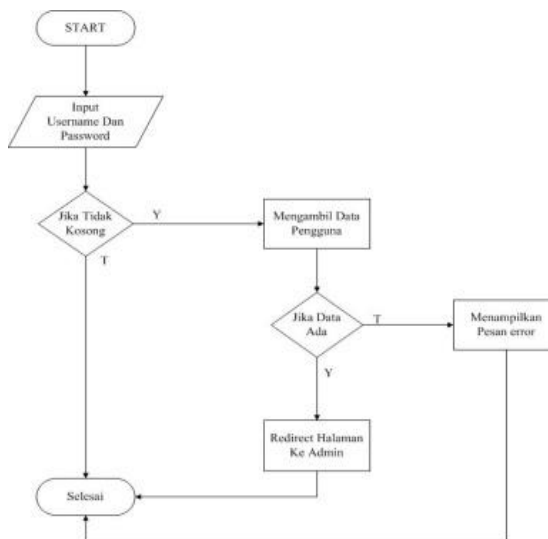 START
Input
Username Dan
Password
Jika Tidak
Kosong
Y
T
Mengambil Data
Pengguna
Jika Data
Ada
T
Y
Menampilkan
Pesan error
Redirect Halaman
Ke Admin
Selesai